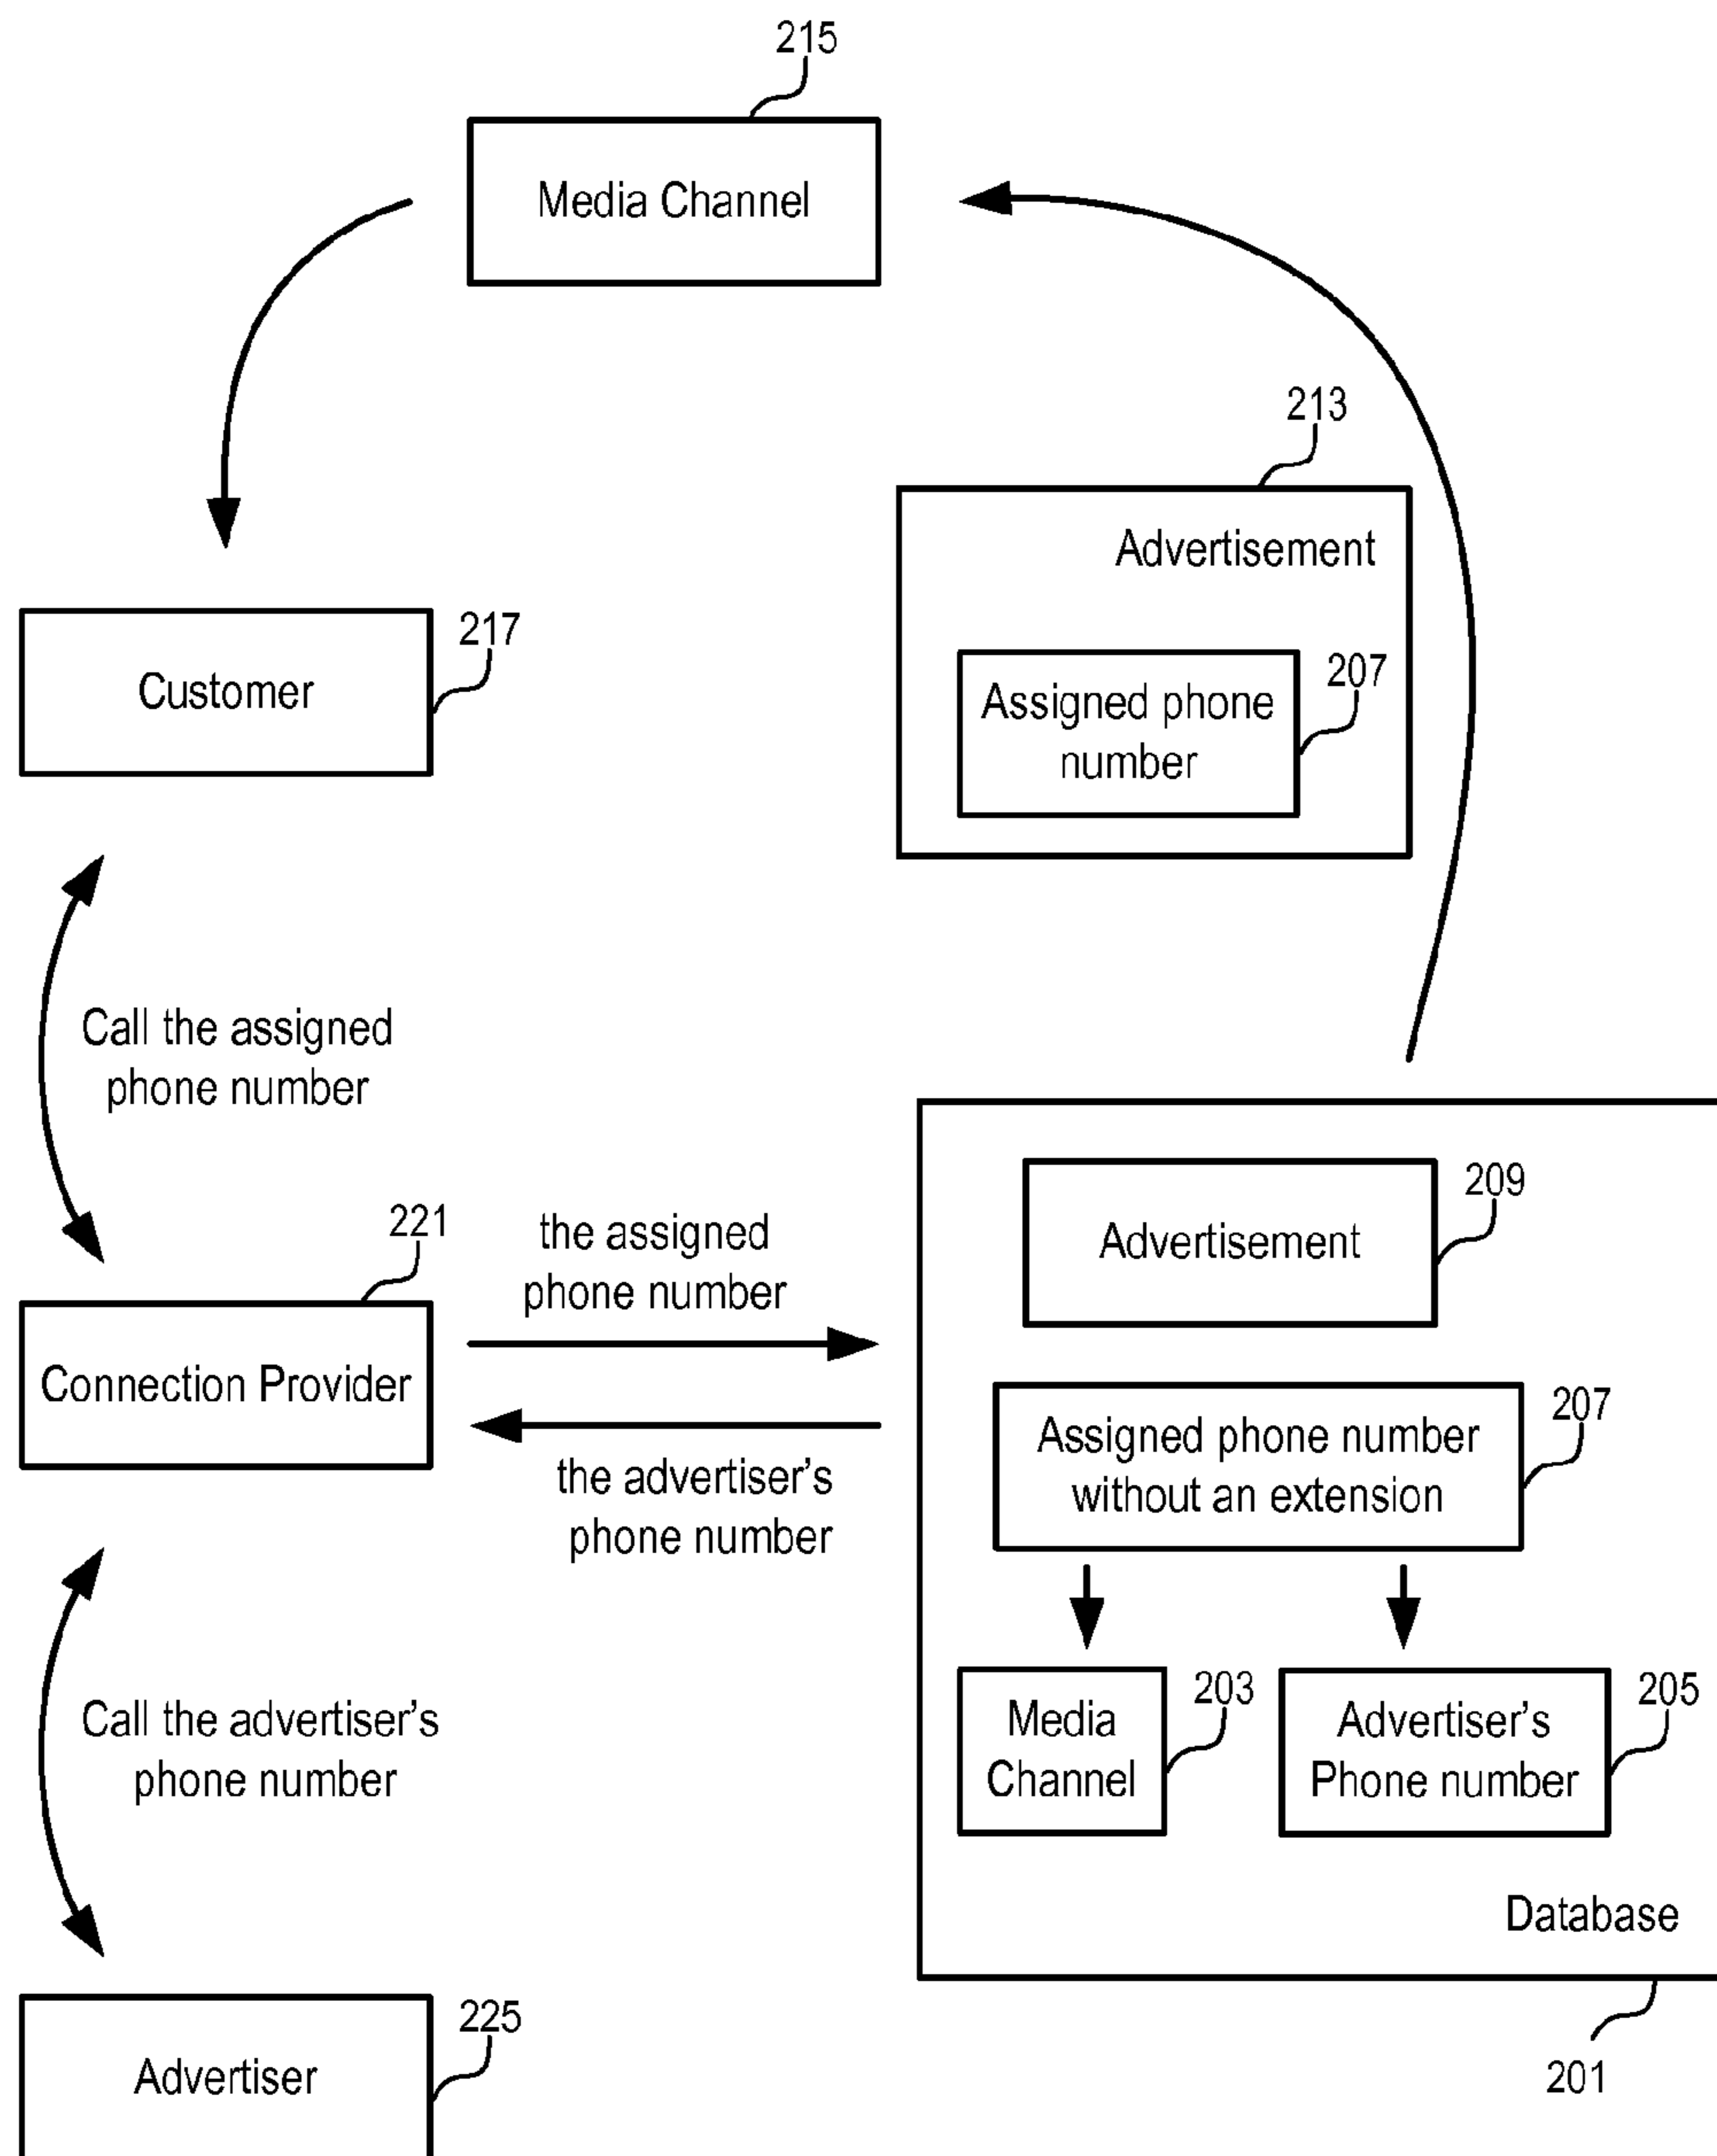 215
Media Channel
213
Advertisement
217
Customer
207
Assigned phone
number
Call the assigned
phone number
209
Advertisement
221
the assigned
phone number
Connection Provider
207
Assigned phone number
without an extension
the advertiser's
phone number
203
Media
Channel
205
Advertiser's
Phone number
Call the advertiser's
phone number
Database
225
Advertiser
201